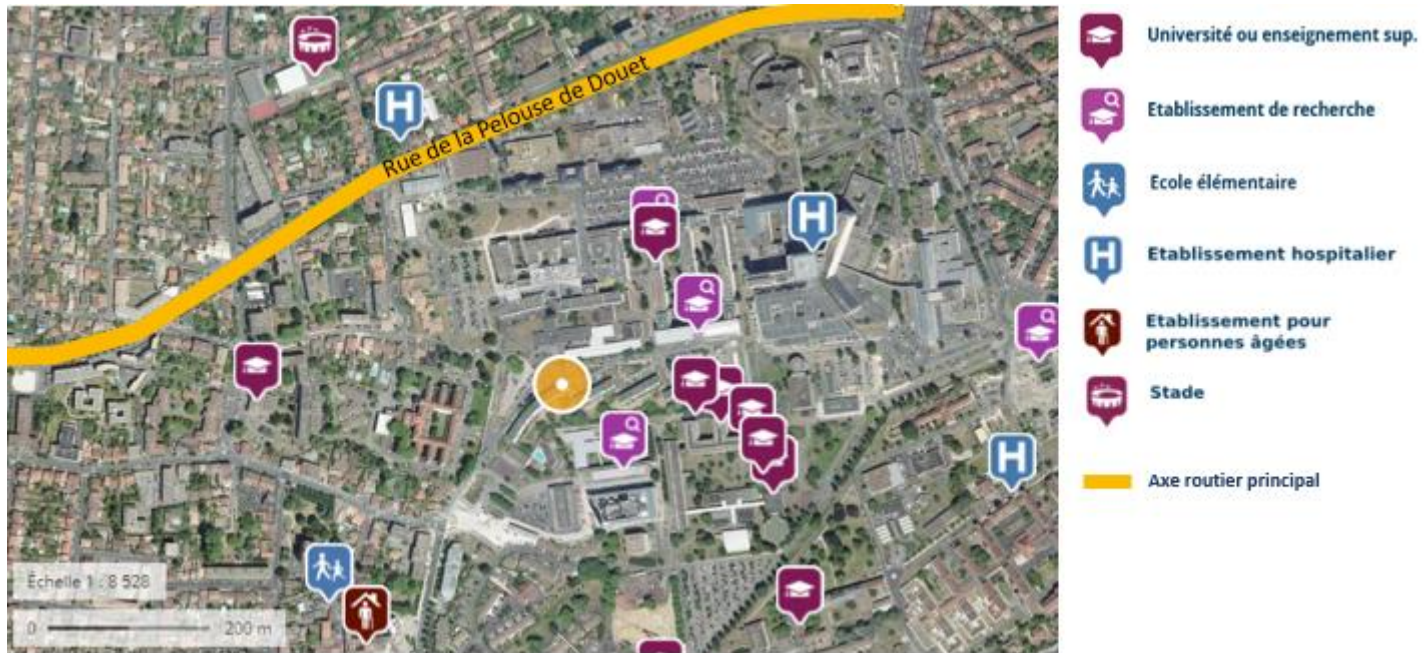 Rue de la Pelouse de Douet
H
H
H
Échelle 1 : 8 528
0 200 m
Université ou enseignement sup.
Etablissement de recherche
Ecole élémentaire
H Etablissement hospitalier
Etablissement pour
personnes âgées
Stade
Axe routier principal